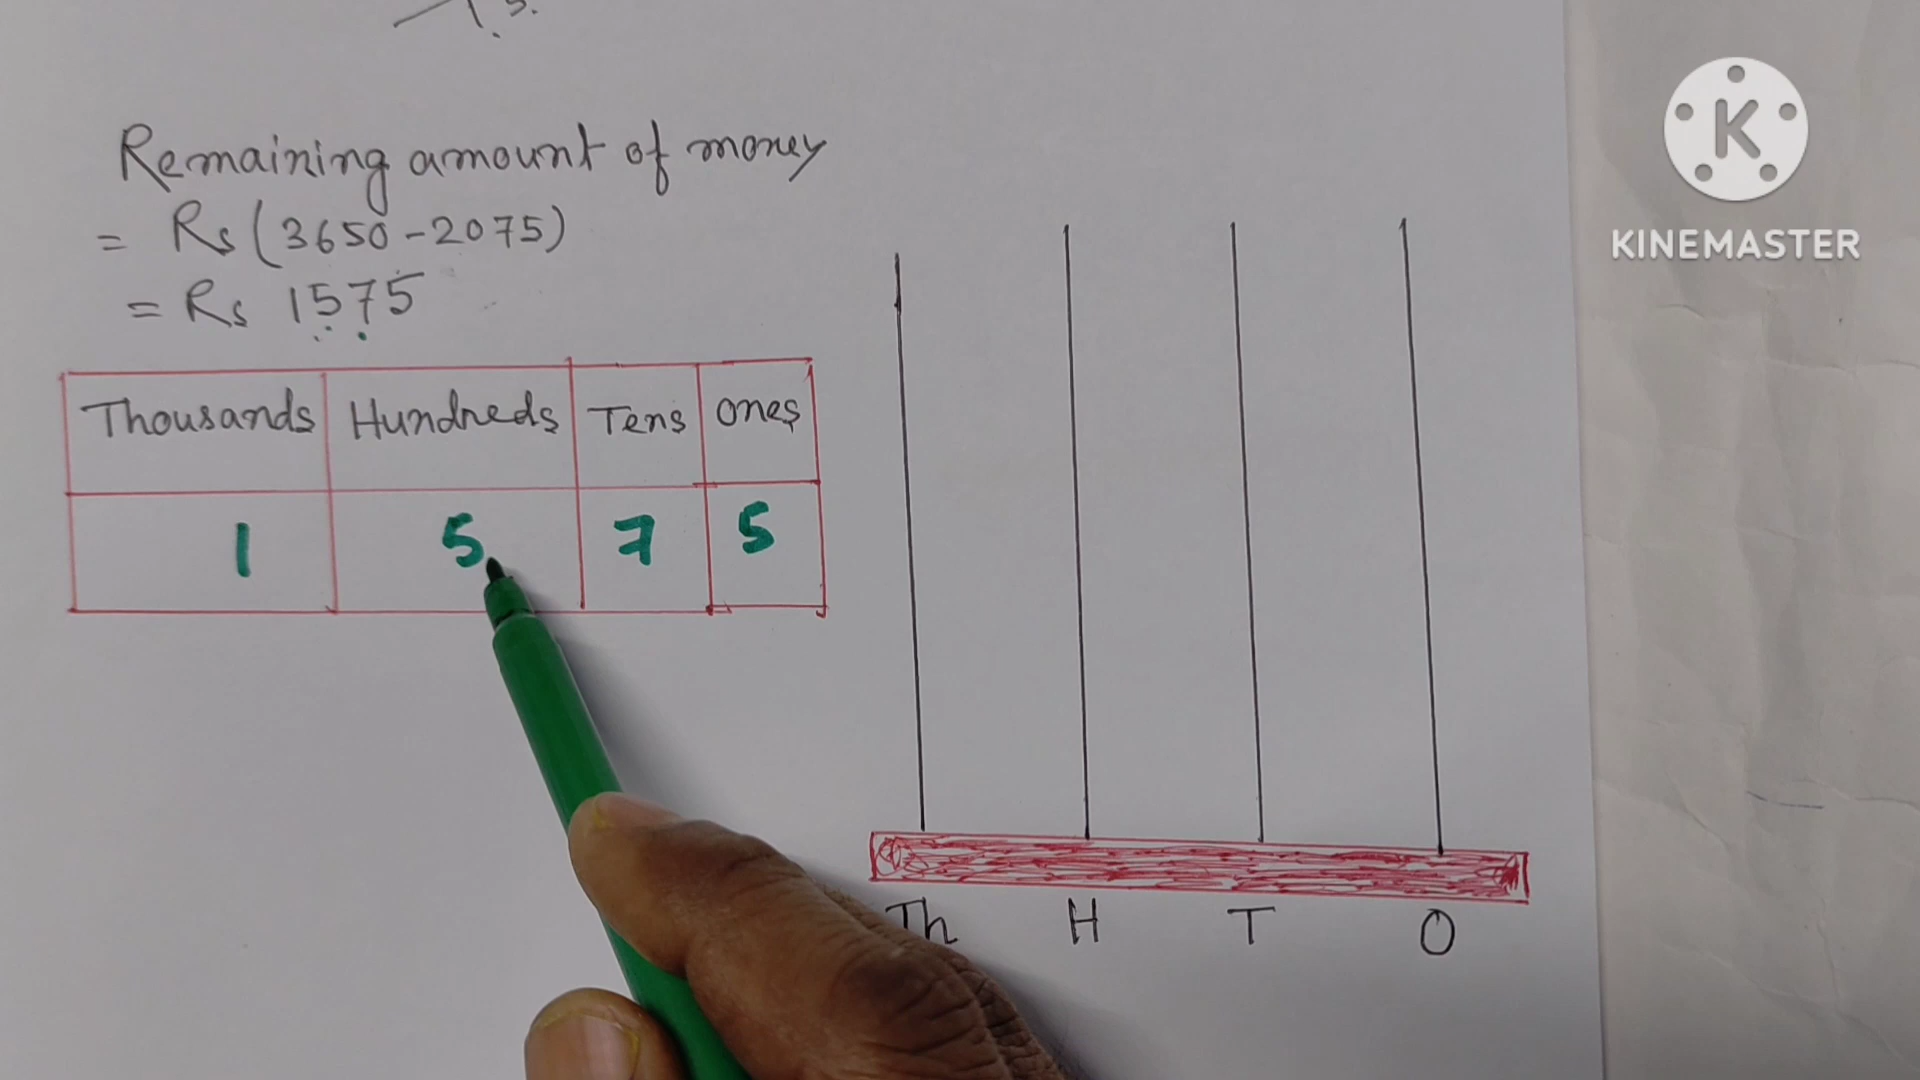 Remaining amount of money
= Rs (3650-2075)
= Rs 1575
Thousands Hundreds Tens Ones
1 5 7 5
Th H T O
K
KINEMASTER